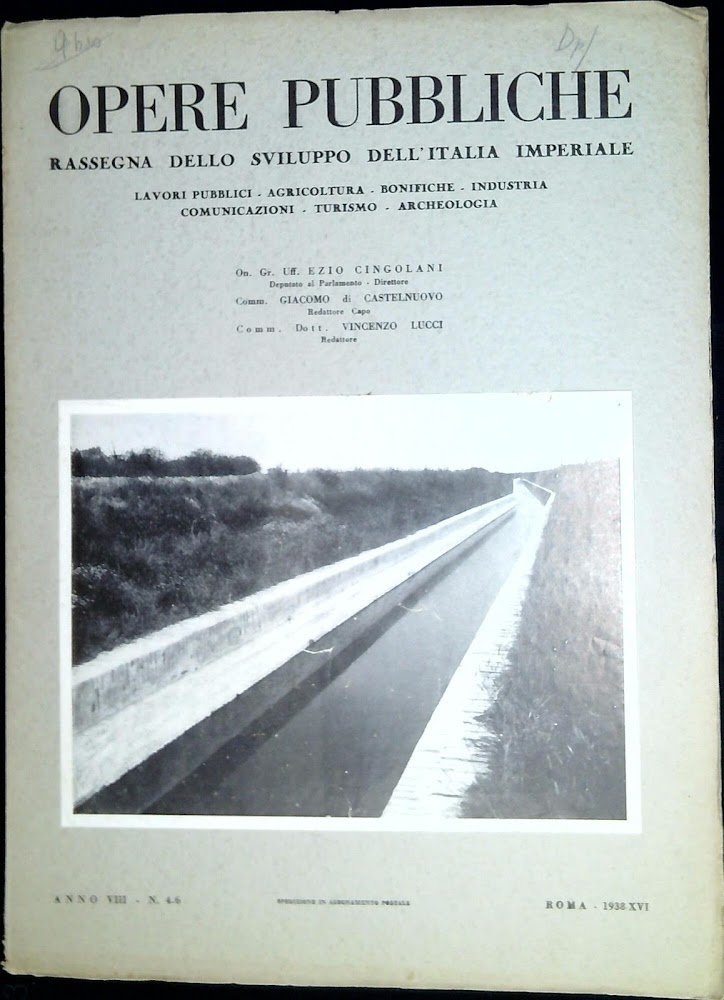 OPERE PUBBLICHE
RASSEGNA DELLO SVILUPPO DELL'ITALIA IMPERIALE
LAVORI PUBBLICI - AGRICOLTURA - BONIFICHE - INDUSTRIA
COMUNICAZIONI - TURISMO - ARCHEOLOGIA
On. Gr. Uff. EZIO CINGOLANI
Deputato al Parlamento - Direttore
Comm. GIACOMO di CASTELNUOVO
Redattore Capo
Comm. Dott. VINCENZO LUCCI
Redattore
ANNO VIII - N. 4-6
SPEDIZIONE IN ABBONAMENTO POSTALE
ROMA - 1938-XVI